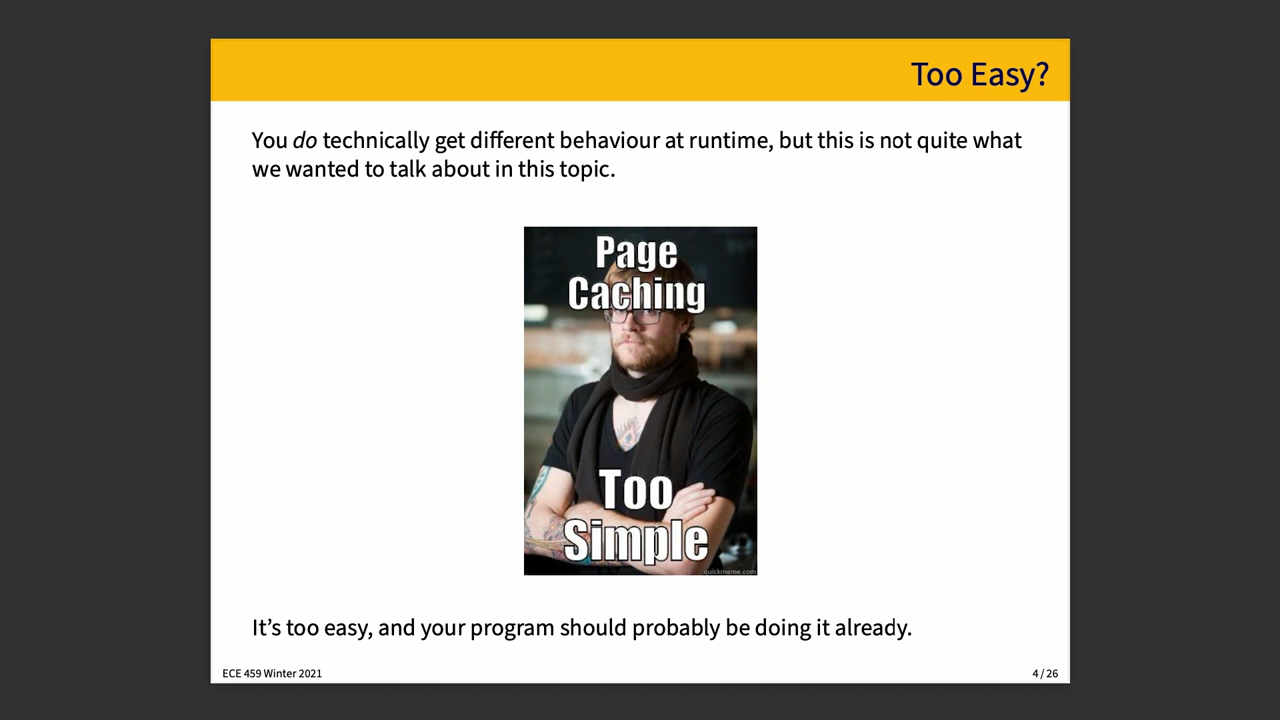 Too Easy?
You do technically get different behaviour at runtime, but this is not quite what
we wanted to talk about in this topic.
Page
Caching
Too
Simple
quickmeme.com
It's too easy, and your program should probably be doing it already.
ECE 459 Winter 2021
4 / 26